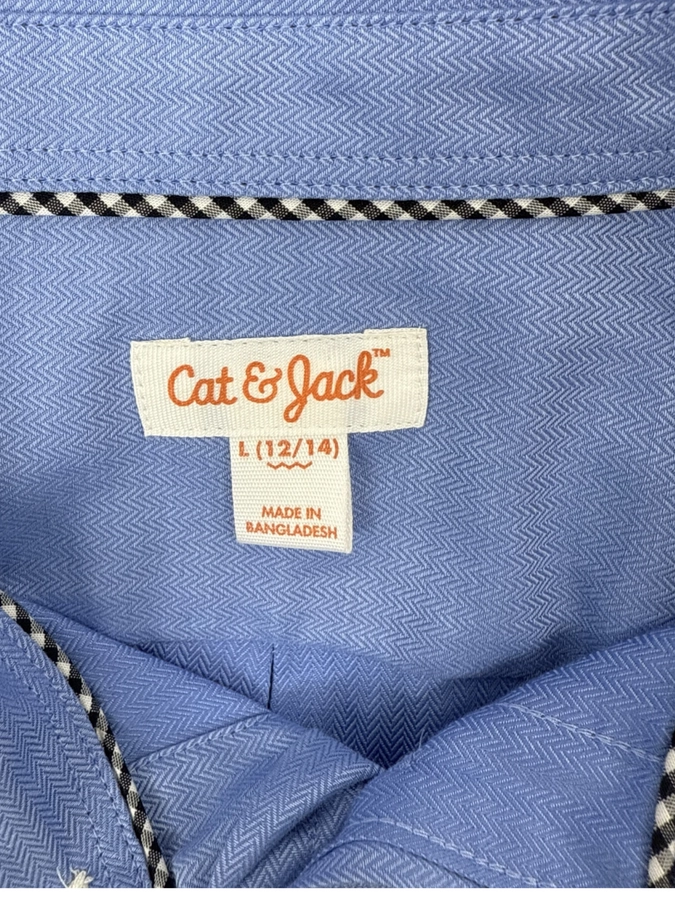 Cat & Jack™
L (12/14)
MADE IN
BANGLADESH